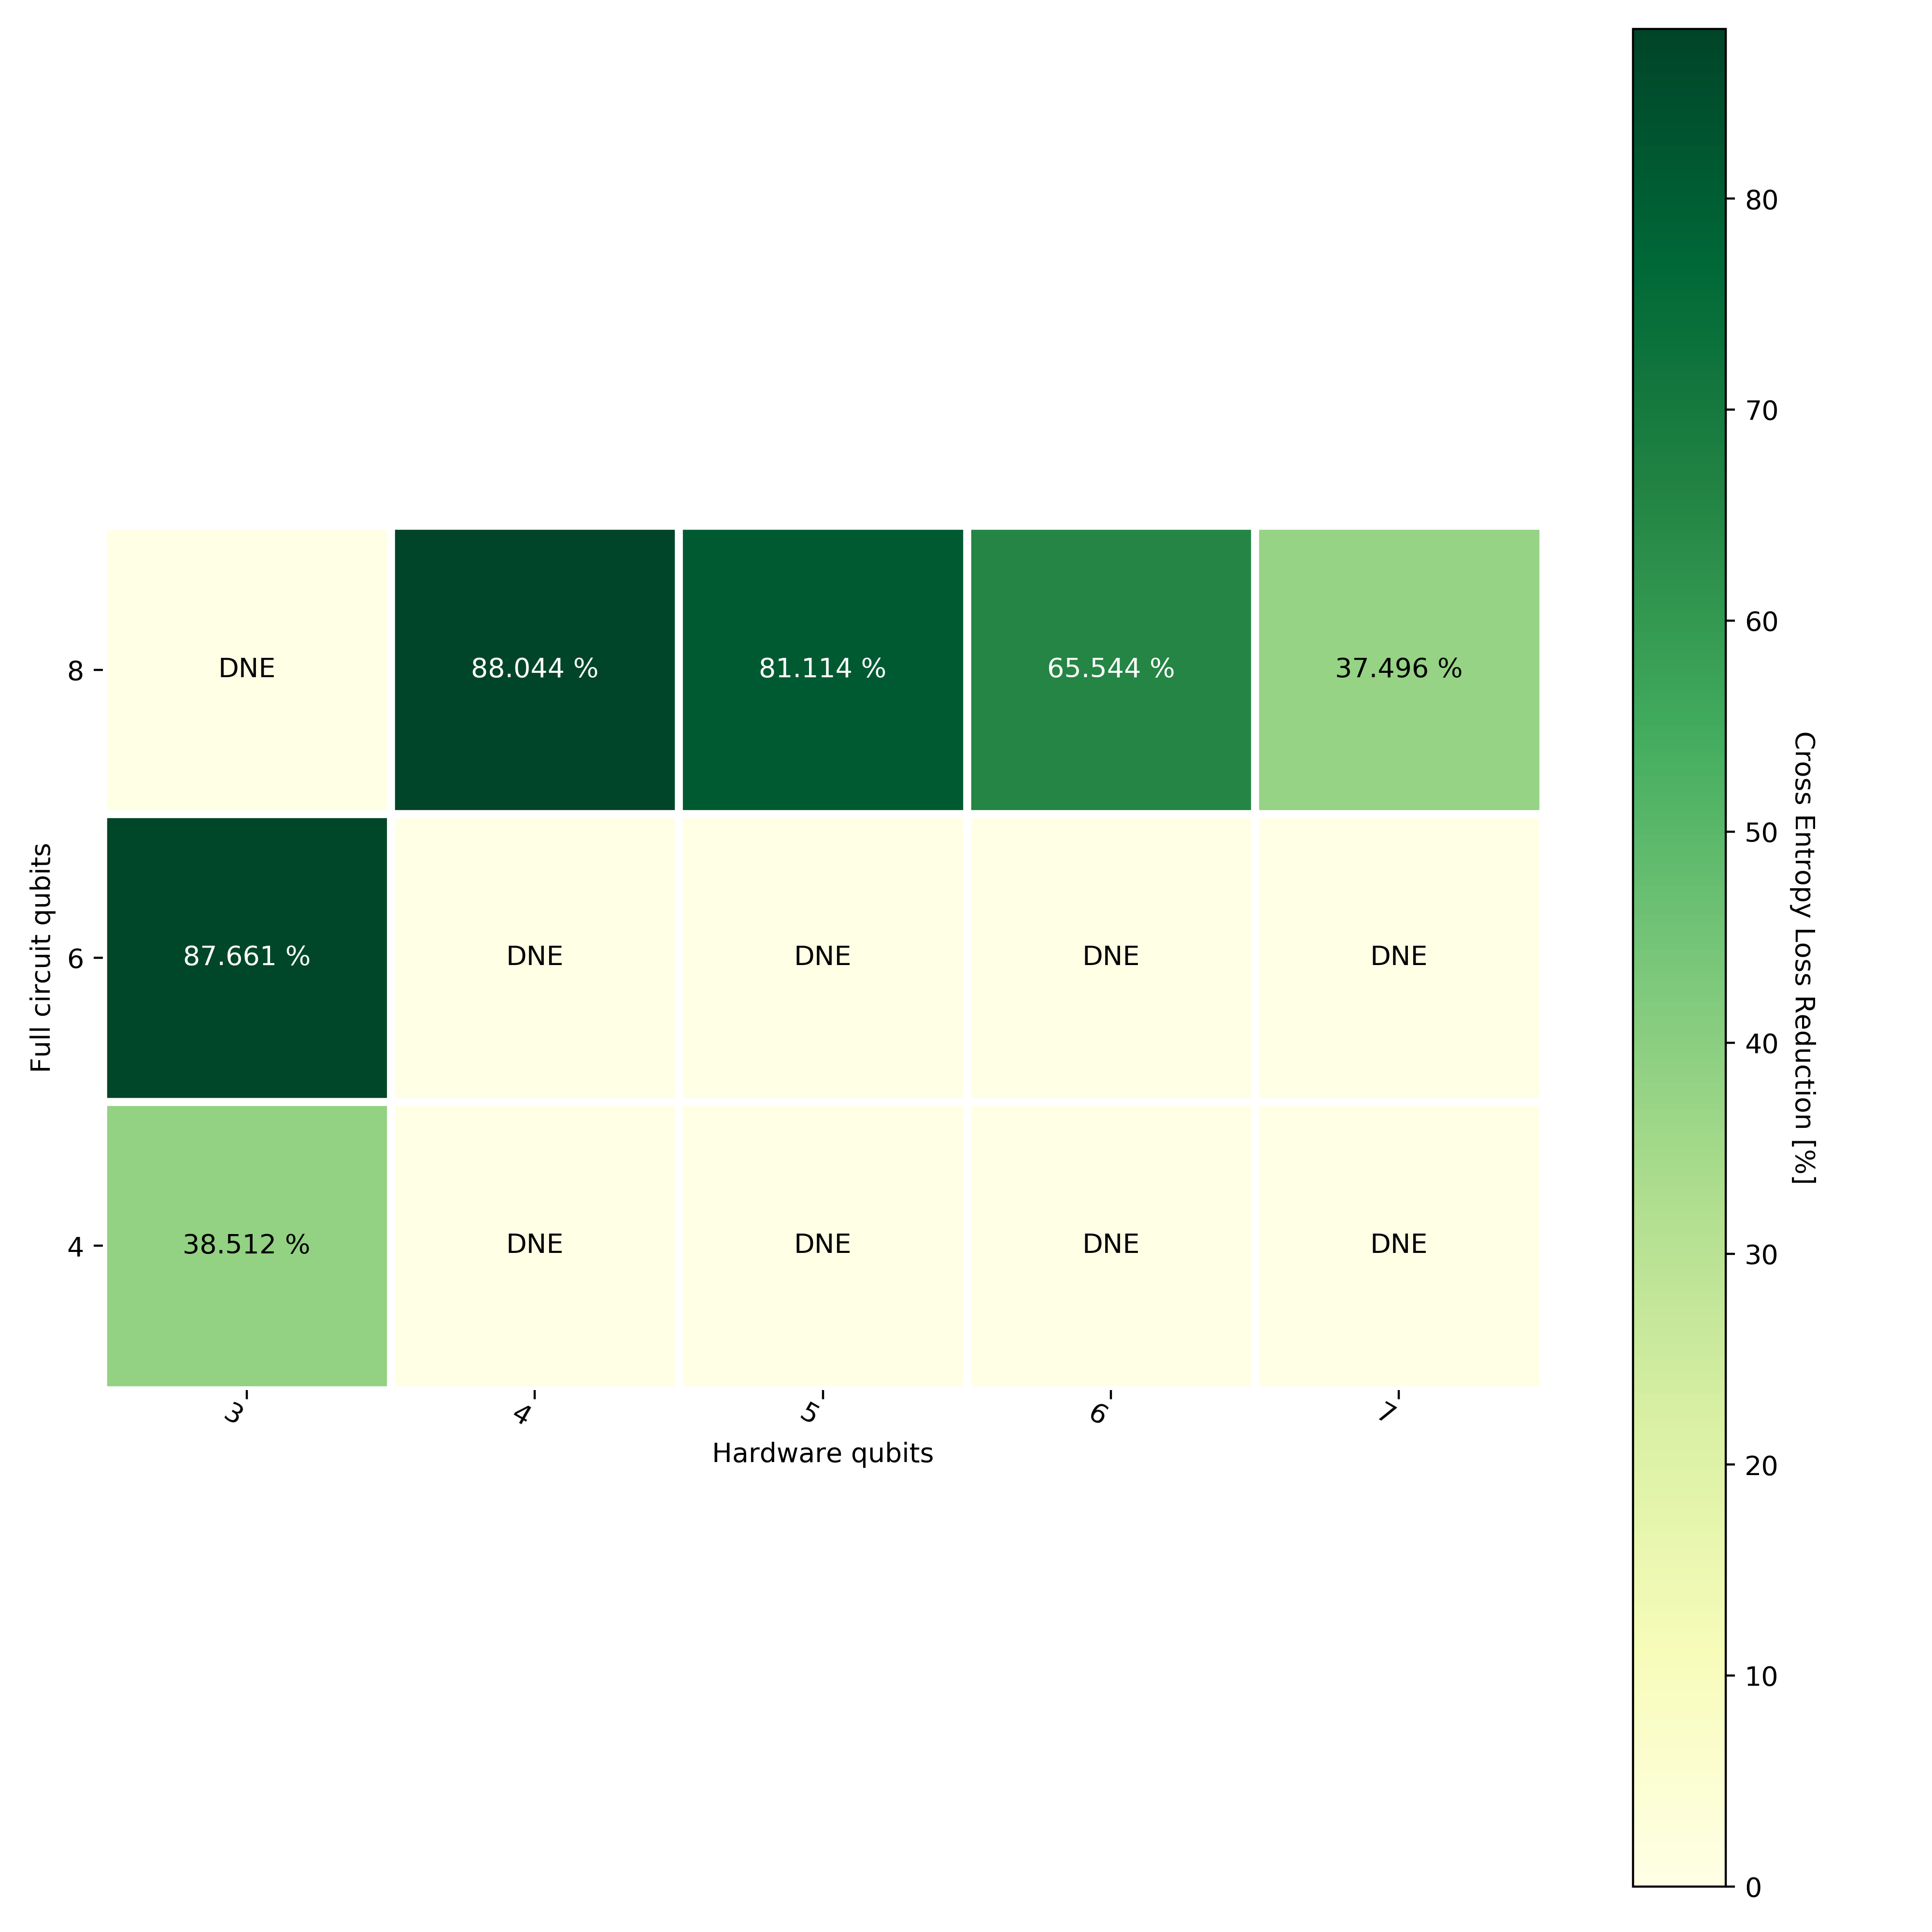 8
DNE
88.044 %
81.114 %
65.544 %
37.496 %
6
87.661 %
DNE
DNE
DNE
DNE
4
38.512 %
DNE
DNE
DNE
DNE
3
4
5
6
7
Hardware qubits
Full circuit qubits
80
70
60
50
40
30
20
10
0
Cross Entropy Loss Reduction [%]